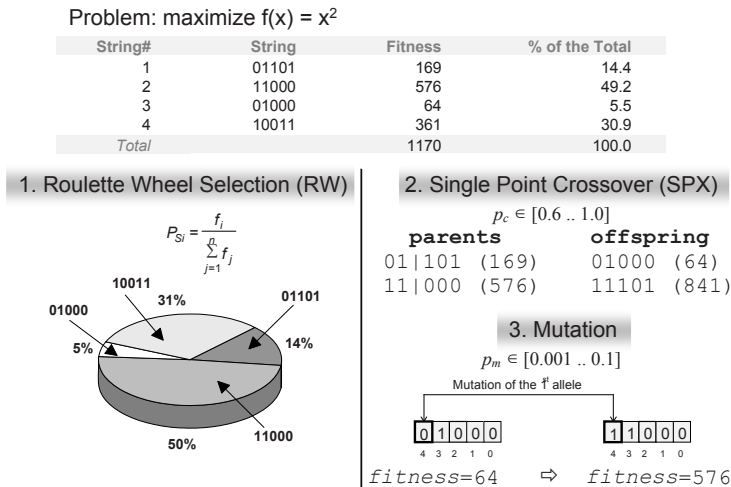 Problem: maximize f(x) = x²
String# String Fitness % of the Total
1 01101 169 14.4
2 11000 576 49.2
3 01000 64 5.5
4 10011 361 30.9
Total 1170 100.0
1. Roulette Wheel Selection (RW)
P_Si = f_i / n ∑ j=1 f_j
10011
31%
01000
01101
5%
14%
50%
11000
2. Single Point Crossover (SPX)
p_c ∈ [0.6 .. 1.0]
parents offspring
01|101 (169) 01000 (64)
11|000 (576) 11101 (841)
3. Mutation
p_m ∈ [0.001 .. 0.1]
Mutation of the 1st allele
0 1 0 0 0 1 1 0 0 0
4 3 2 1 0 4 3 2 1 0
fitness=64 ⇨ fitness=576